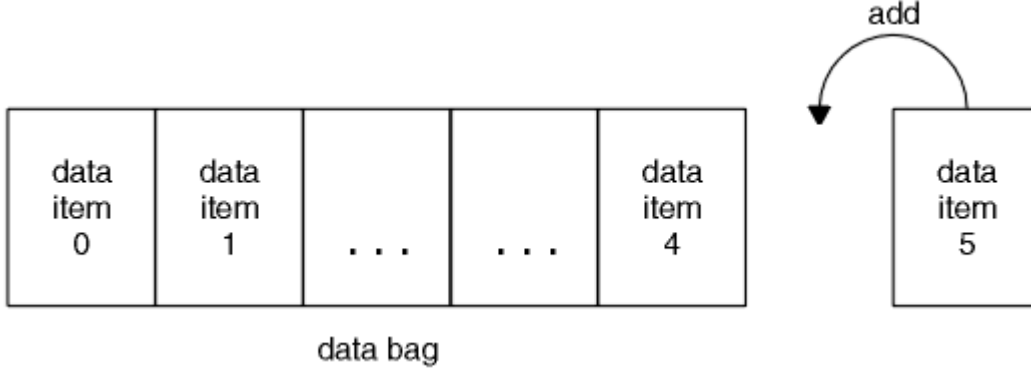 add
data
item
0
data
item
1
. . .
. . .
data
item
4
data
item
5
data bag